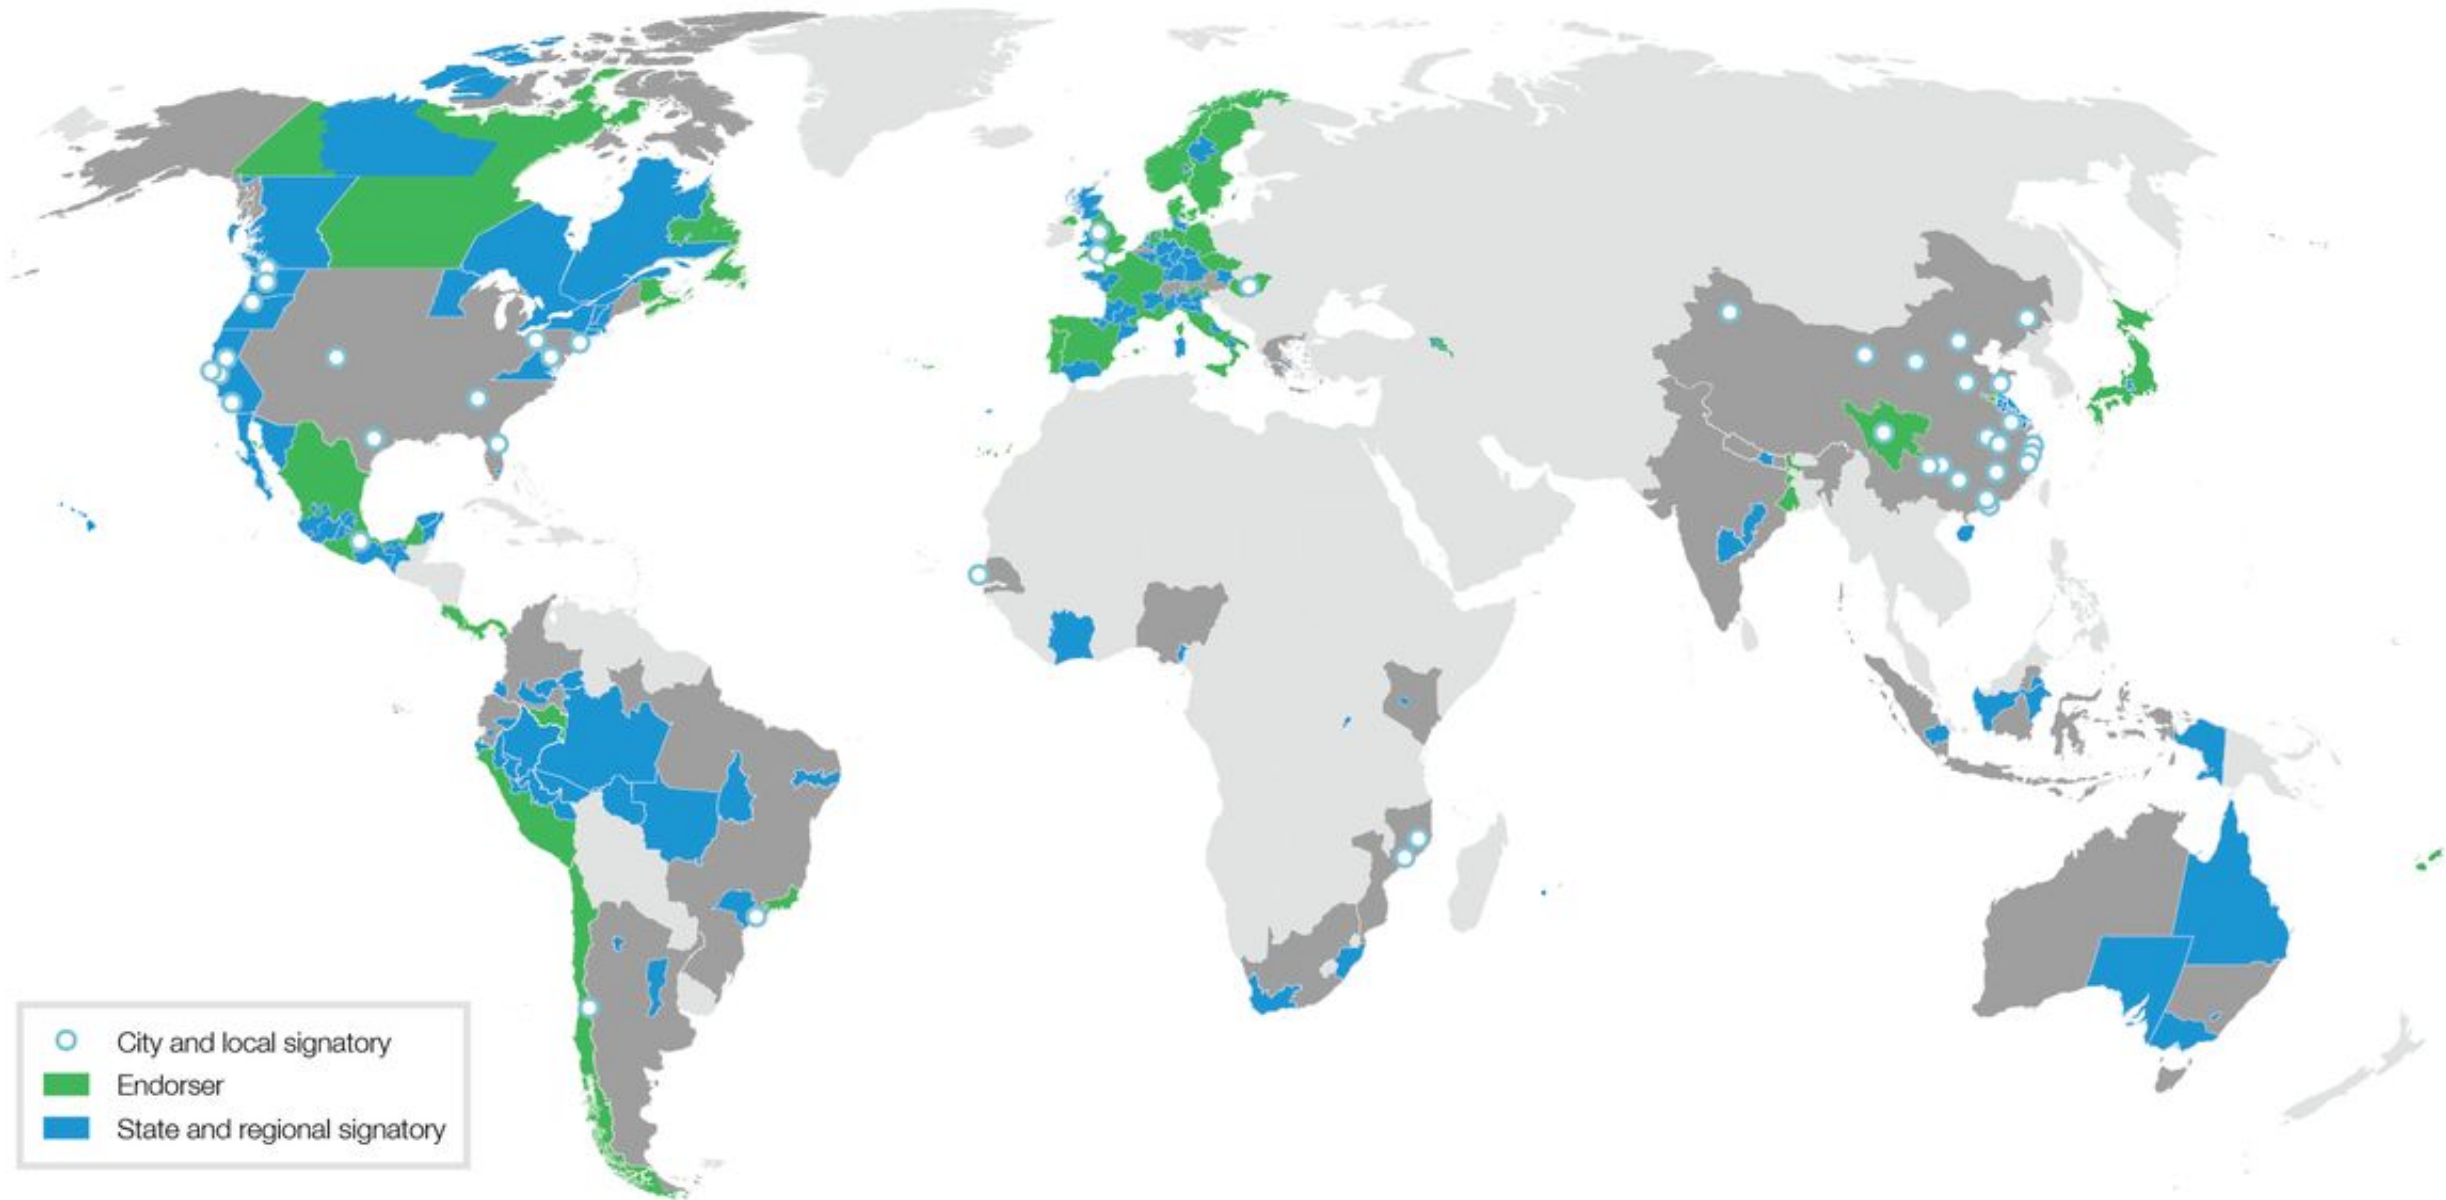 City and local signatory
Endorser
State and regional signatory